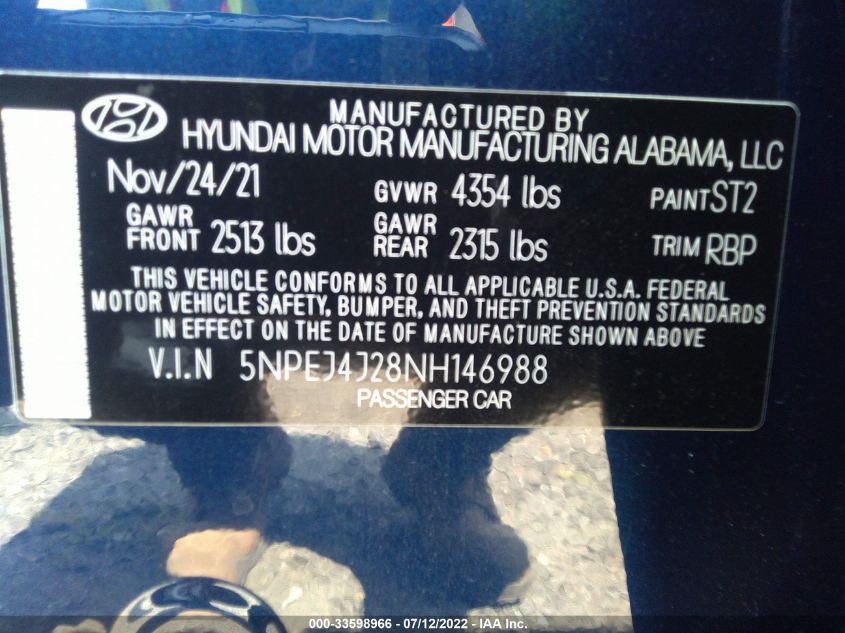 MANUFACTURED BY
HYUNDAI MOTOR MANUFACTURING ALABAMA, LLC
Nov/24/21 GVWR 4354 lbs PAINT ST2
GAWR FRONT 2513 lbs GAWR REAR 2315 lbs TRIM RBP
THIS VEHICLE CONFORMS TO ALL APPLICABLE U.S.A. FEDERAL
MOTOR VEHICLE SAFETY, BUMPER, AND THEFT PREVENTION STANDARDS
IN EFFECT ON THE DATE OF MANUFACTURE SHOWN ABOVE
V.I.N 5NPEJ4J28NH146988
PASSENGER CAR
000-33598966 - 07/12/2022 - IAA Inc.